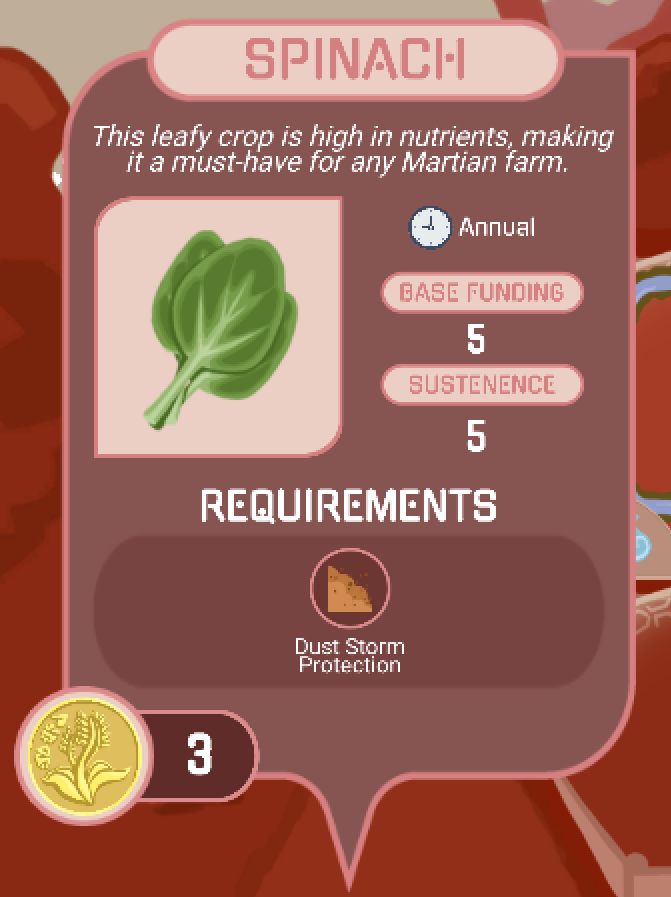 SPINACH
This leafy crop is high in nutrients, making
it a must-have for any Martian farm.
Annual
BASE FUNDING
5
SUSTENENCE
5
REQUIREMENTS
Dust Storm
Protection
3